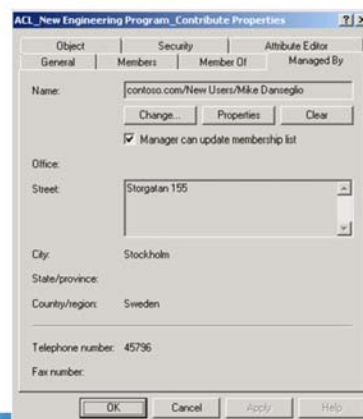 ACL_New Engineering Program_Contribute Properties
Object Security Attribute Editor
General Members Member Of Managed By
Name: contoso.com/New Users/Mike Danseglio
Change... Properties Clear
Manager can update membership list
Office:
Street: Storgatan 155
City: Stockholm
State/province:
Country/region: Sweden
Telephone number: 45796
Fax number:
OK Cancel Apply Help